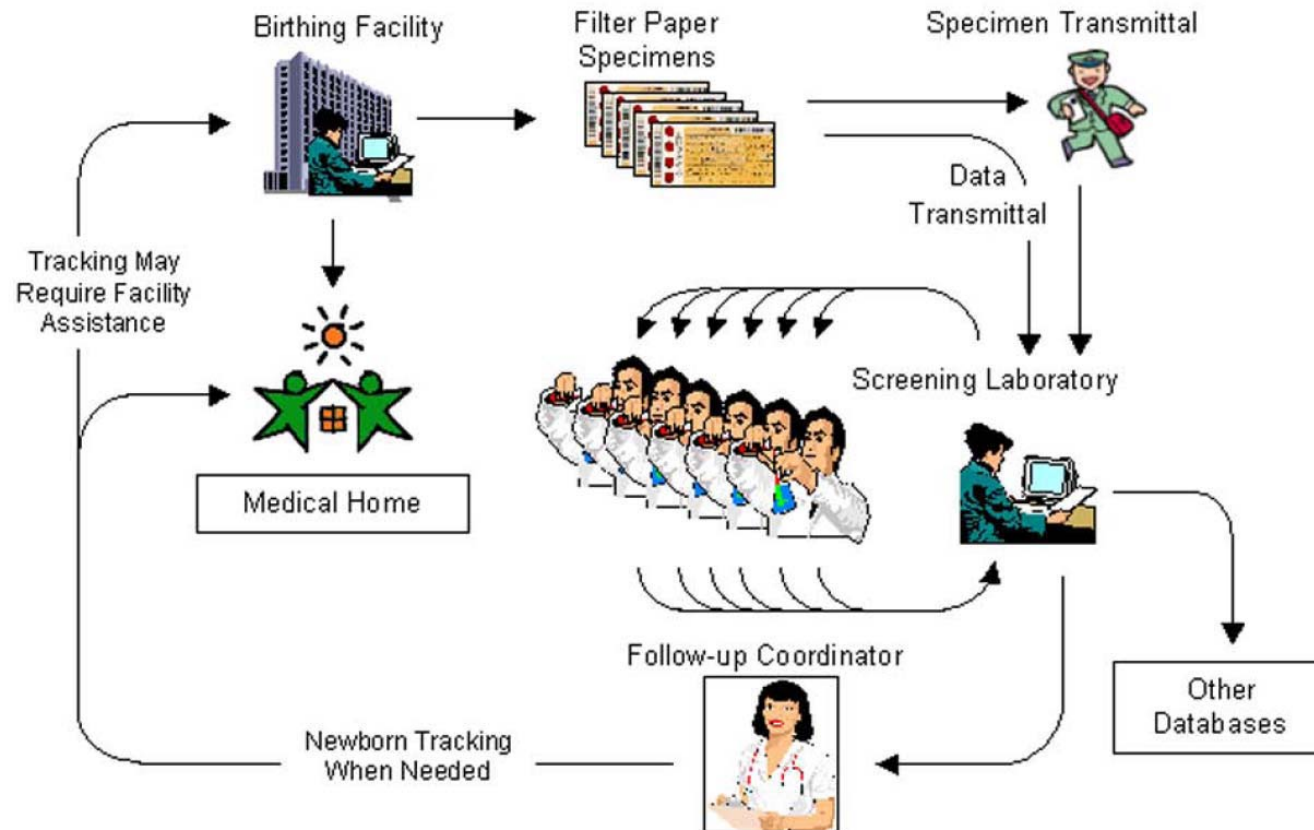 Birthing Facility
Filter Paper
Specimens
Specimen Transmittal
Data
Transmittal
Tracking May
Require Facility
Assistance
Screening Laboratory
Medical Home
Follow-up Coordinator
Other
Databases
Newborn Tracking
When Needed